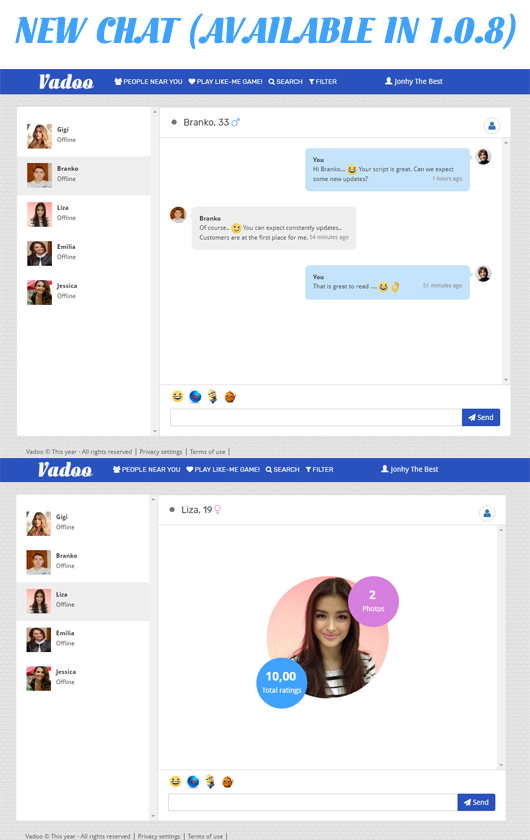 NEW CHAT (AVAILABLE IN 1.0.8)
Vadoo PEOPLE NEAR YOU PLAY LIKE-ME GAME! SEARCH FILTER Jonhy The Best
Gigi
Offline
Branko
Offline
Liza
Offline
Emilia
Offline
Jessica
Offline
Branko, 33
You
Hi Branko... Your script is great. Can we expect
some new updates? 1 hours ago
Branko
Of course.. You can expect constantly updates..
Customers are at the first place for me. 54 minutes ago
You
That is great to read .... 51 minutes ago
Send
Vadoo © This year - All rights reserved | Privacy settings | Terms of use |
Vadoo PEOPLE NEAR YOU PLAY LIKE-ME GAME! SEARCH FILTER Jonhy The Best
Gigi
Offline
Branko
Offline
Liza
Offline
Emilia
Offline
Jessica
Offline
Liza, 19
2
Photos
10,00
Total ratings
Send
Vadoo © This year - All rights reserved | Privacy settings | Terms of use |